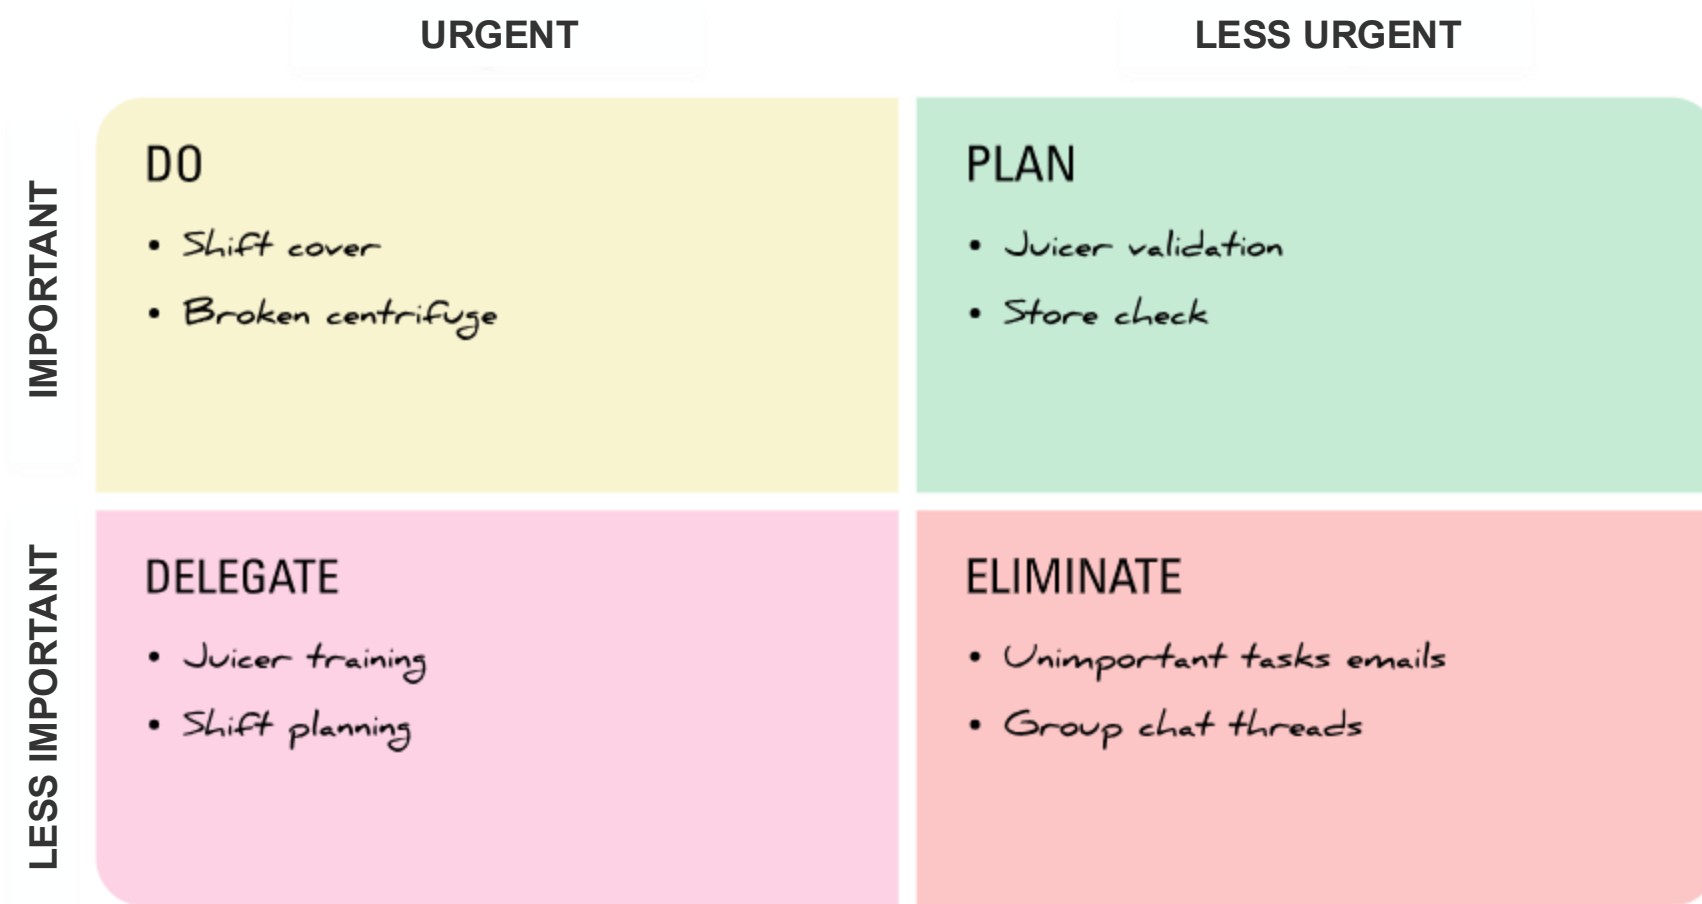 URGENT
LESS URGENT
IMPORTANT
DO
• Shift cover
• Broken centrifuge
PLAN
• Juicer validation
• Store check
LESS IMPORTANT
DELEGATE
• Juicer training
• Shift planning
ELIMINATE
• Unimportant tasks emails
• Group chat threads